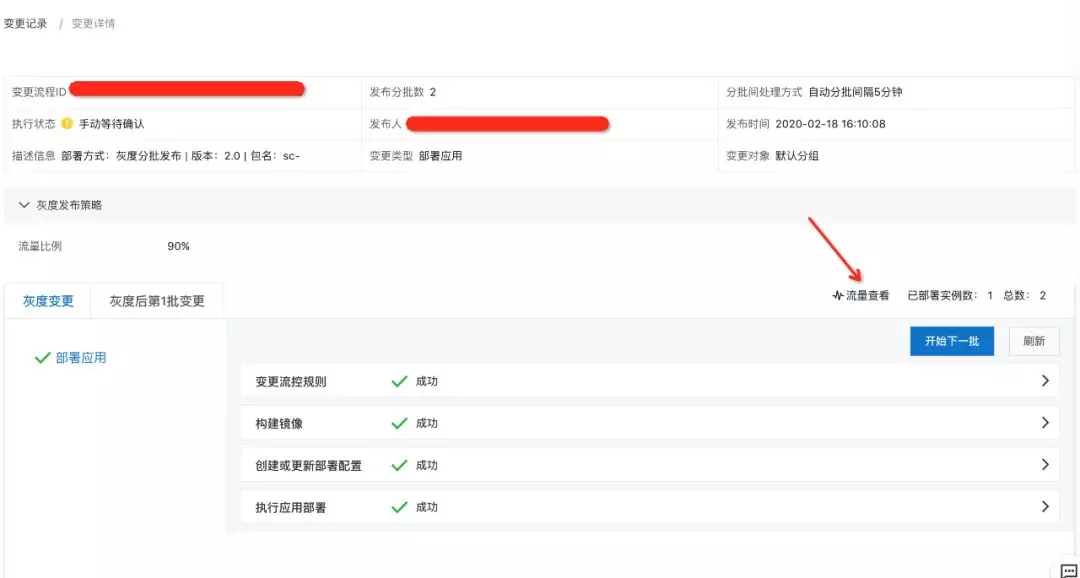 变更记录 / 变更详情
变更流程ID 发布分批数 2 分批间处理方式 自动分批间隔5分钟
执行状态 手动等待确认 发布人 发布时间 2020-02-18 16:10:08
描述信息 部署方式：灰度分批发布 | 版本：2.0 | 包名：sc- 变更类型 部署应用 变更对象 默认分组
灰度发布策略
流量比例 90%
灰度变更 灰度后第1批变更 流量查看 已部署实例数： 1 总数： 2
开始下一批 刷新
部署应用
变更流控规则 成功
构建镜像 成功
创建或更新部署配置 成功
执行应用部署 成功